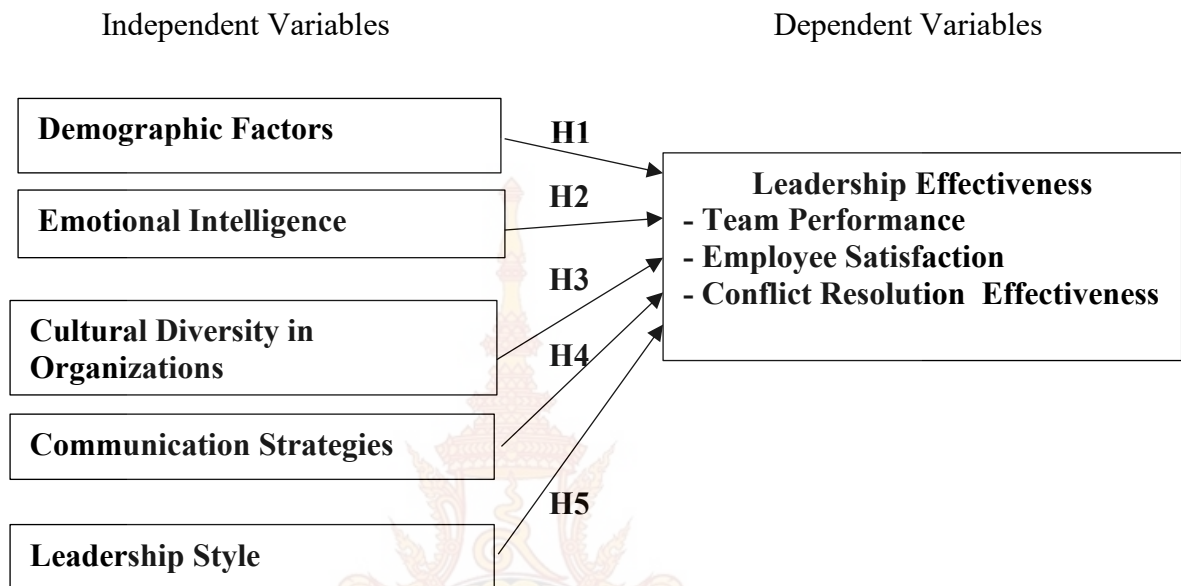 Independent Variables
Dependent Variables
Demographic Factors
Emotional Intelligence
Cultural Diversity in
Organizations
Communication Strategies
Leadership Style
H1
H2
H3
H4
H5
Leadership Effectiveness
- Team Performance
- Employee Satisfaction
- Conflict Resolution Effectiveness